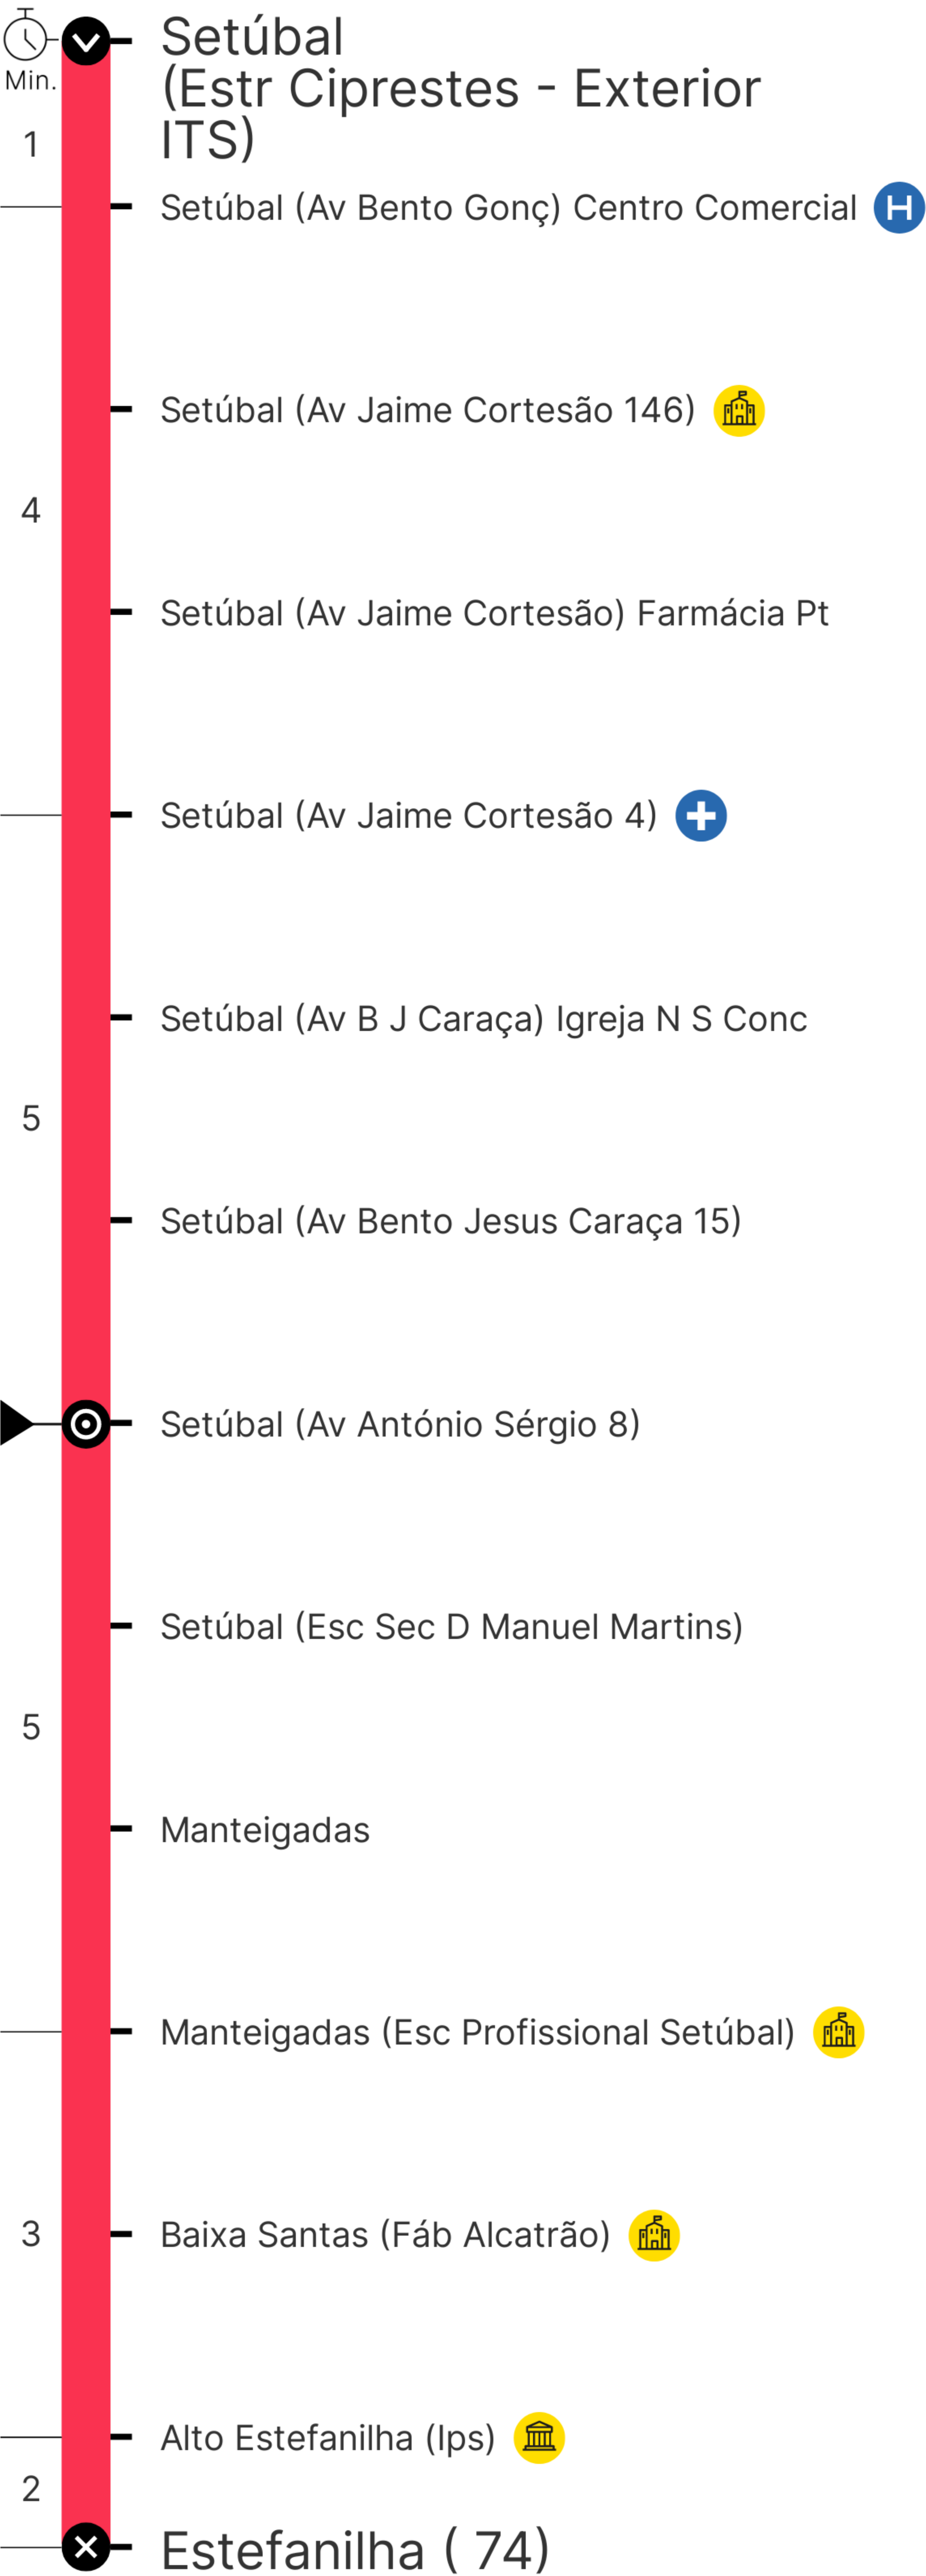 Setúbal
(Estr Ciprestes - Exterior
ITS)
Min.
1
Setúbal (Av Bento Gonç) Centro Comercial H
Setúbal (Av Jaime Cortesão 146)
4
Setúbal (Av Jaime Cortesão) Farmácia Pt
Setúbal (Av Jaime Cortesão 4)
Setúbal (Av B J Caraça) Igreja N S Conc
5
Setúbal (Av Bento Jesus Caraça 15)
Setúbal (Av António Sérgio 8)
Setúbal (Esc Sec D Manuel Martins)
5
Manteigadas
Manteigadas (Esc Profissional Setúbal)
3 Baixa Santas (Fáb Alcatrão)
Alto Estefanilha (Ips)
2
Estefanilha ( 74)